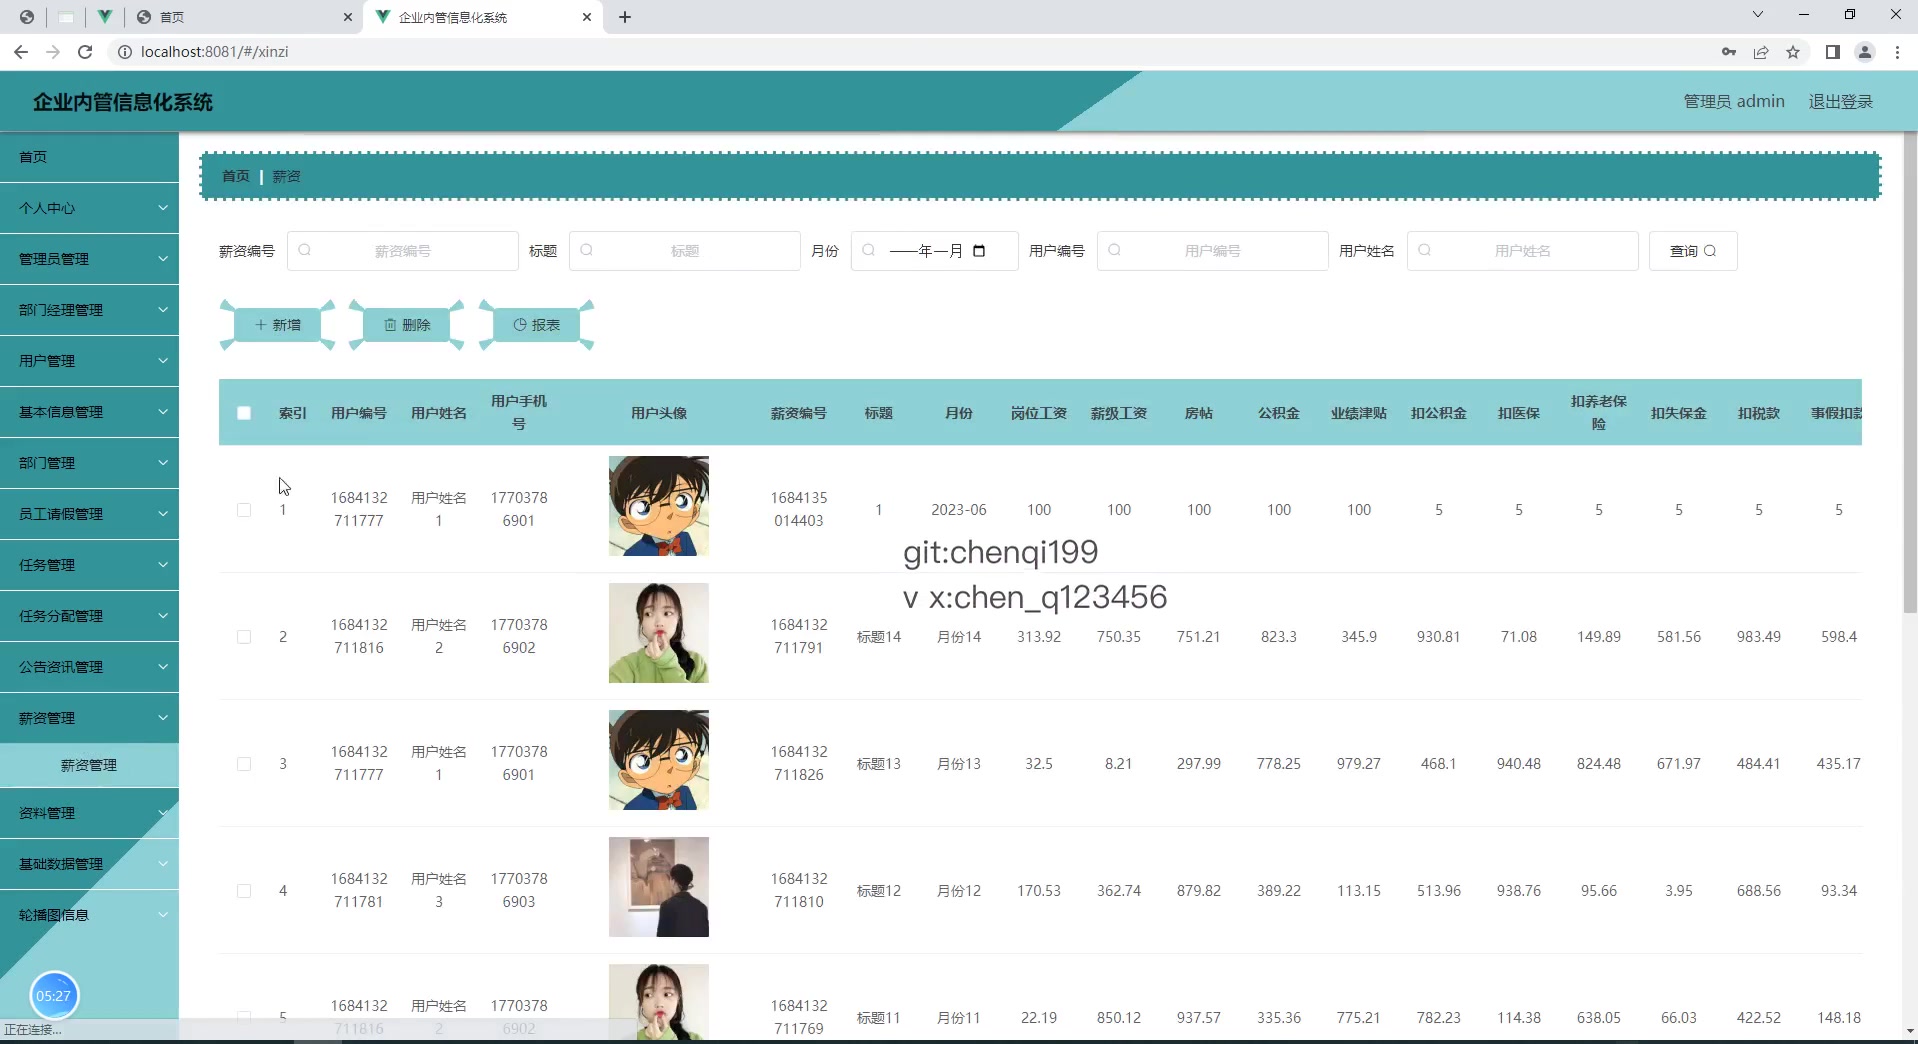 首页
企业内管信息化系统
localhost:8081/#/xinzi
企业内管信息化系统
管理员 admin
退出登录
首页
个人中心
管理员管理
部门经理管理
用户管理
基本信息管理
部门管理
员工请假管理
任务管理
任务分配管理
公告资讯管理
薪资管理
薪资管理
资料管理
基础数据管理
轮播图信息
05:27
正在连接...
首页 | 薪资
薪资编号 薪资编号 标题 标题 月份 ----年--月 用户编号 用户编号 用户姓名 用户姓名 查询
新增 删除 报表
索引 用户编号 用户姓名 用户手机号 用户头像 薪资编号 标题 月份 岗位工资 薪级工资 房帖 公积金 业绩津贴 扣公积金 扣医保 扣养老保险 扣失保金 扣税款 事假扣款
1 1684132711777 用户姓名1 17703786901 1684135014403 1 2023-06 100 100 100 100 100 5 5 5 5 5 5
git:chenqi199
v x:chen_q123456
2 1684132711816 用户姓名2 17703786902 1684132711791 标题14 月份14 313.92 750.35 751.21 823.3 345.9 930.81 71.08 149.89 581.56 983.49 598.4
3 1684132711777 用户姓名1 17703786901 1684132711826 标题13 月份13 32.5 8.21 297.99 778.25 979.27 468.1 940.48 824.48 671.97 484.41 435.17
4 1684132711781 用户姓名3 17703786903 1684132711810 标题12 月份12 170.53 362.74 879.82 389.22 113.15 513.96 938.76 95.66 3.95 688.56 93.34
5 1684132711816 用户姓名2 17703786902 1684132711769 标题11 月份11 22.19 850.12 937.57 335.36 775.21 782.23 114.38 638.05 66.03 422.52 148.18